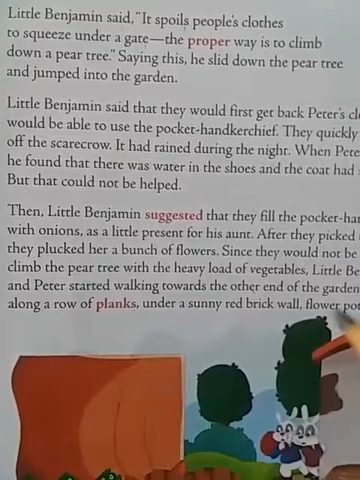 Little Benjamin said, "It spoils people's clothes
to squeeze under a gate—the proper way is to climb
down a pear tree." Saying this, he slid down the pear tree
and jumped into the garden.
Little Benjamin said that they would first get back Peter's
would be able to use the pocket-handkerchief. They quickly
off the scarecrow. It had rained during the night. When
he found that there was water in the shoes and the coat had
But that could not be helped.
Then, Little Benjamin suggested that they fill the
with onions, as a little present for his aunt. After they picked
they plucked her a bunch of flowers. Since they would not be
climb the pear tree with the heavy load of vegetables, Little
and Peter started walking towards the other end of the garden
along a row of planks, under a sunny red brick wall, flower